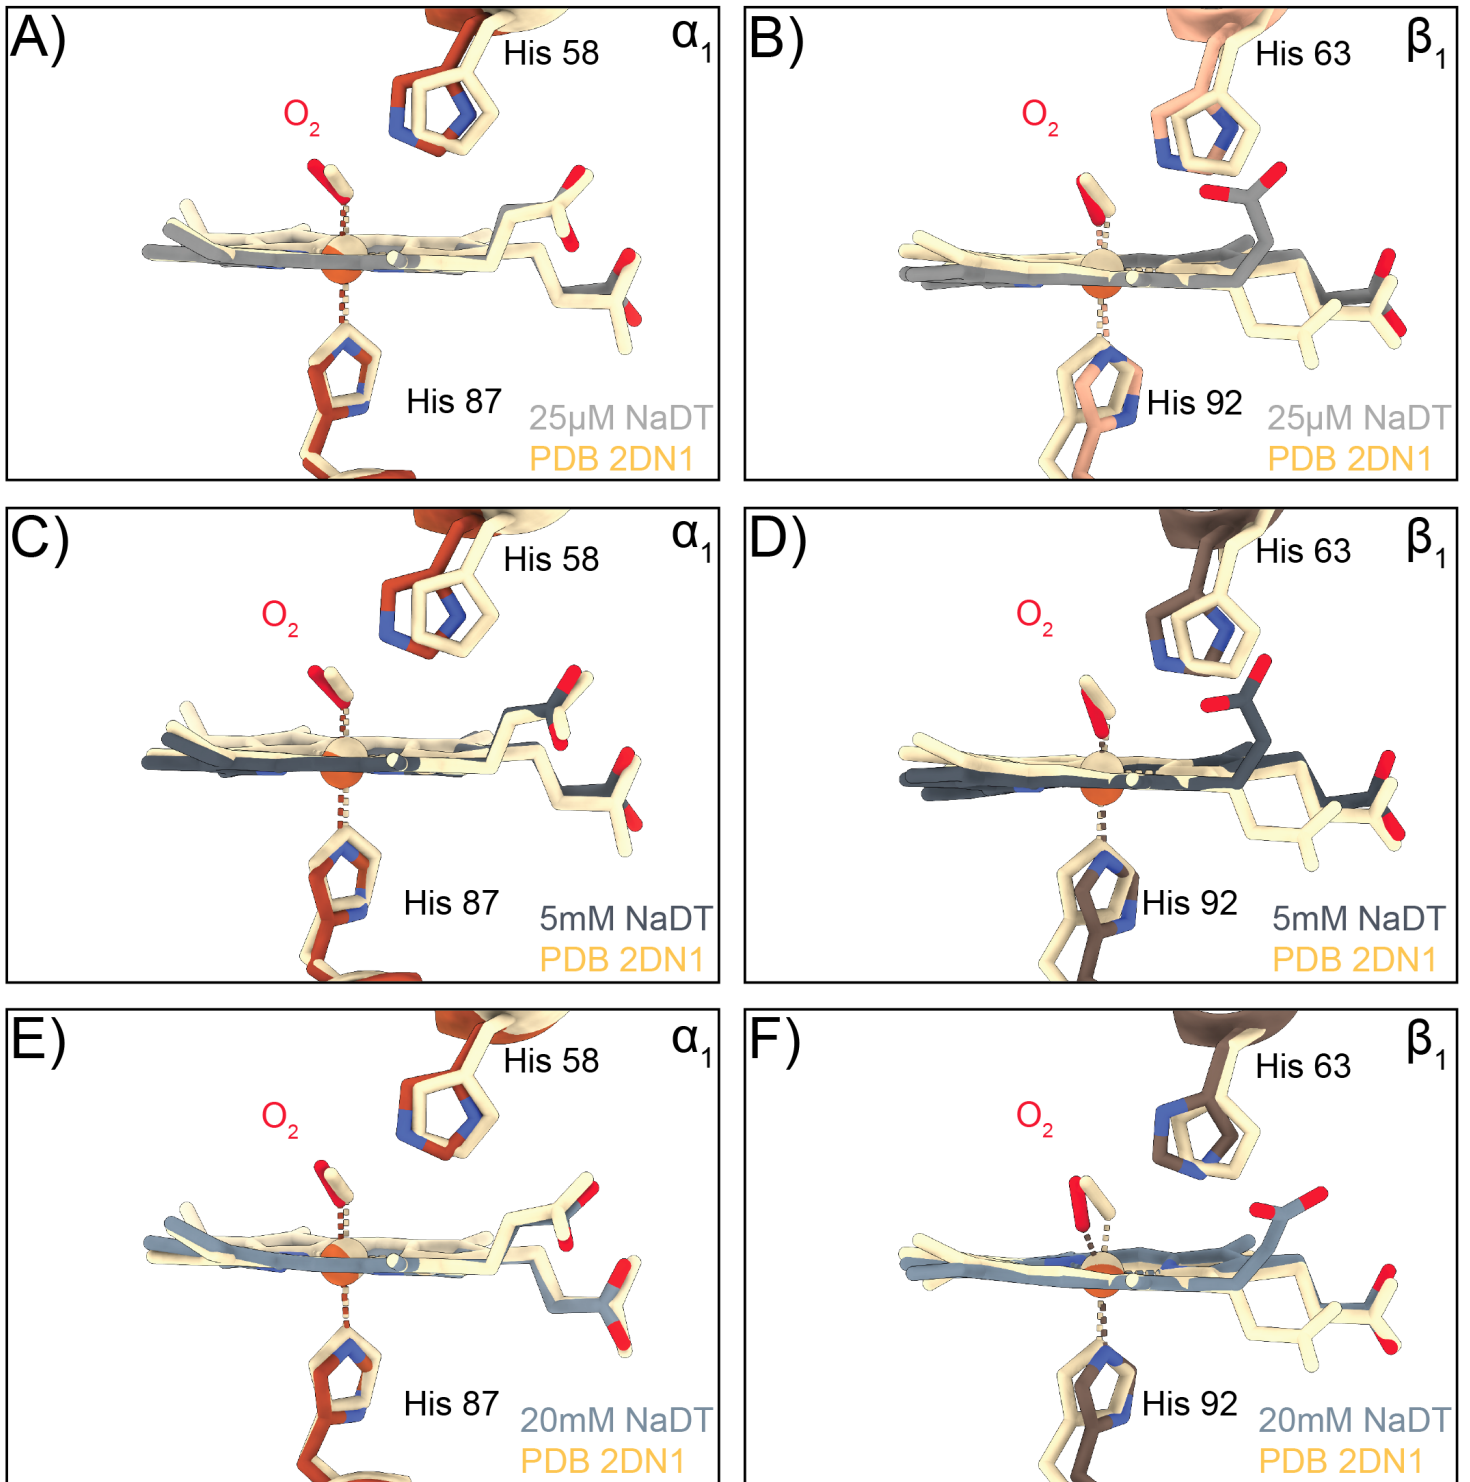 A)
α₁
His 58
O₂
His 87
25µM NaDT
PDB 2DN1
B)
β₁
His 63
O₂
His 92
25µM NaDT
PDB 2DN1
C)
α₁
His 58
O₂
His 87
5mM NaDT
PDB 2DN1
D)
β₁
His 63
O₂
His 92
5mM NaDT
PDB 2DN1
E)
α₁
His 58
O₂
His 87
20mM NaDT
PDB 2DN1
F)
β₁
His 63
O₂
His 92
20mM NaDT
PDB 2DN1